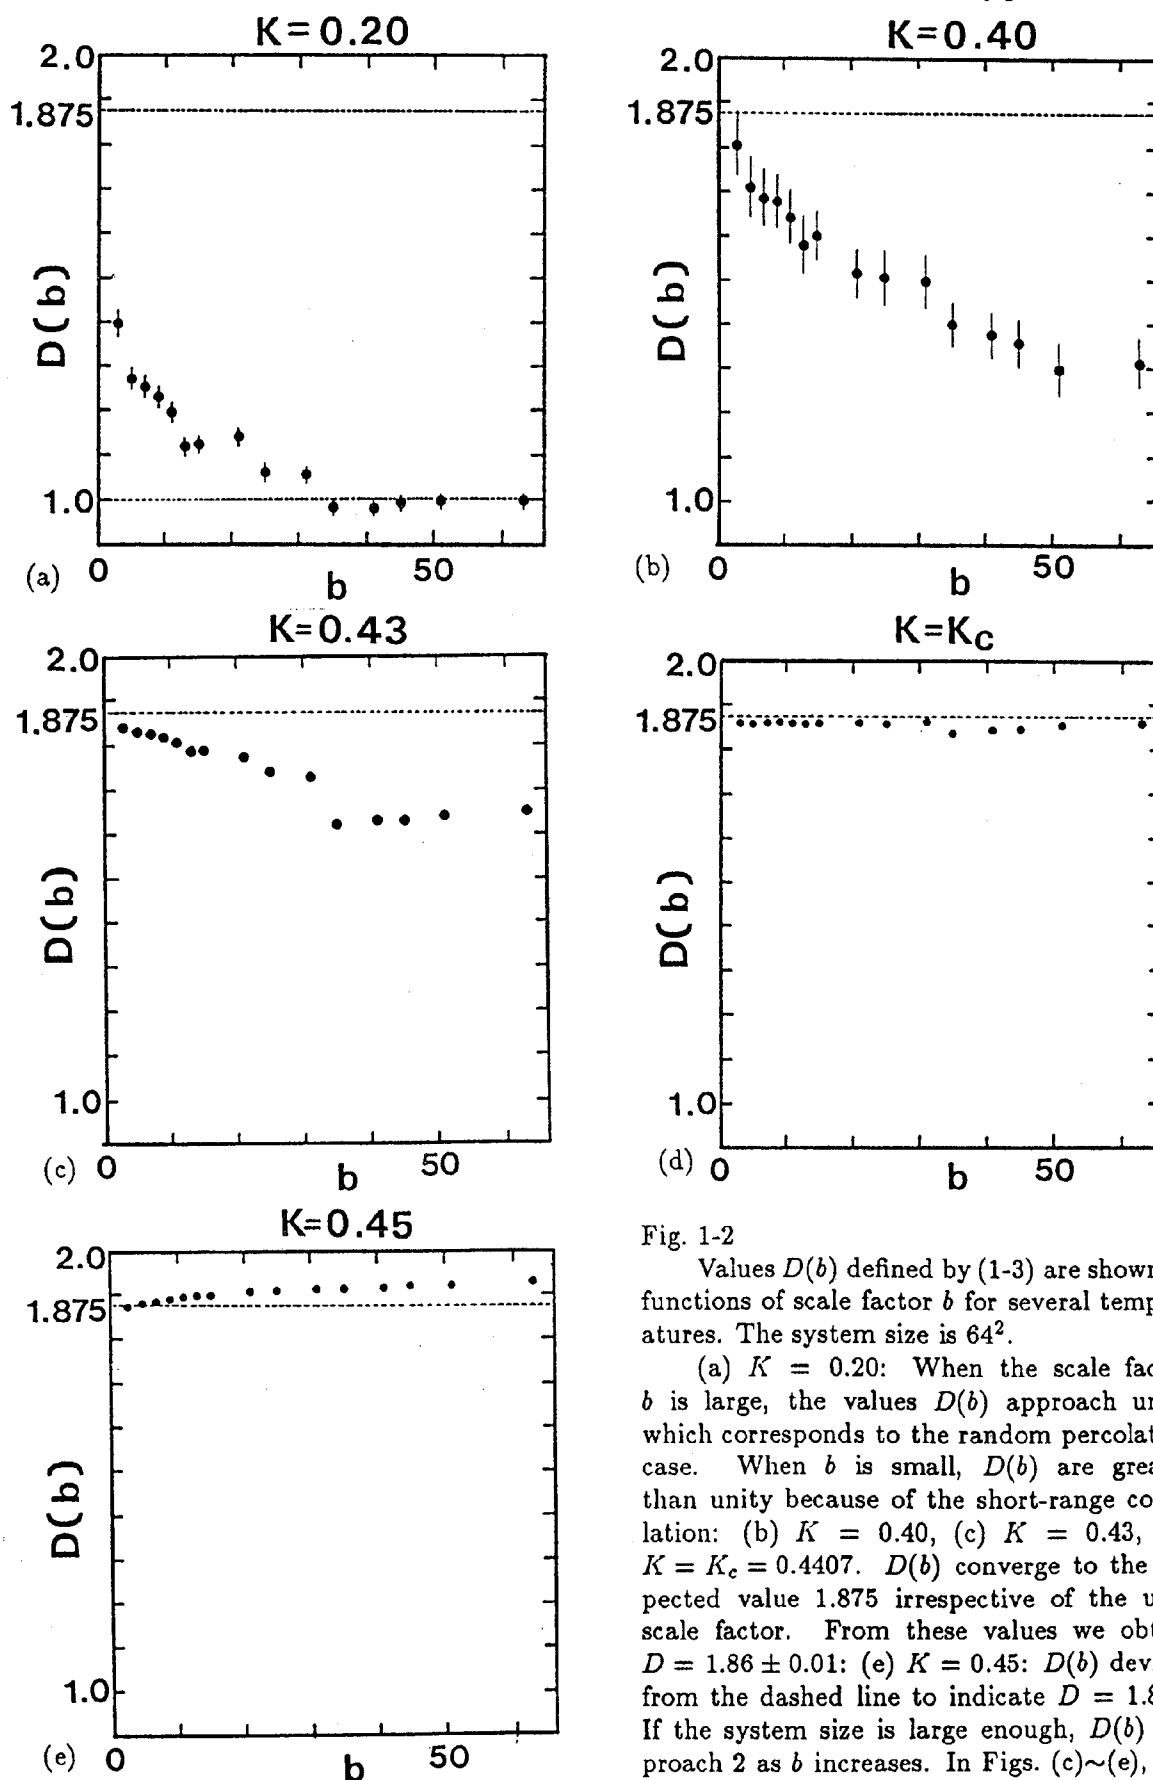 K=0.20
2.0
1.875
D(b)
1.0
(a)
0
50
b
K=0.40
2.0
1.875
D(b)
1.0
(b)
0
50
b
K=0.43
2.0
1.875
D(b)
1.0
(c)
0
50
b
K=Kc
2.0
1.875
D(b)
1.0
(d)
0
50
b
K=0.45
2.0
1.875
D(b)
1.0
(e)
0
50
b
Fig. 1-2
Values D(b) defined by (1-3) are shown
functions of scale factor b for several temp
atures. The system size is 64².
(a) K = 0.20: When the scale fac
b is large, the values D(b) approach un
which corresponds to the random percolat
case. When b is small, D(b) are grea
than unity because of the short-range co
lation: (b) K = 0.40, (c) K = 0.43,
K = Kc = 0.4407. D(b) converge to the
pected value 1.875 irrespective of the u
scale factor. From these values we obt
D = 1.86 ± 0.01: (e) K = 0.45: D(b) dev
from the dashed line to indicate D = 1.8
If the system size is large enough, D(b)
proach 2 as b increases. In Figs. (c)~(e),